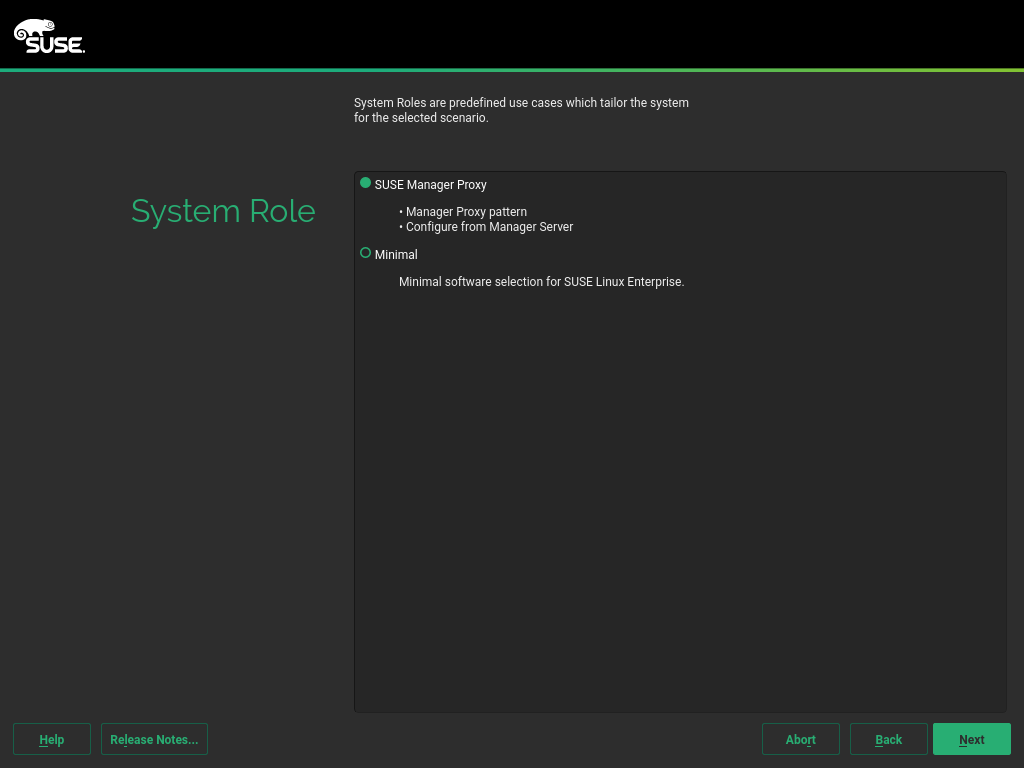 SUSE.
System Roles are predefined use cases which tailor the system
for the selected scenario.
System Role
SUSE Manager Proxy
• Manager Proxy pattern
• Configure from Manager Server
Minimal
Minimal software selection for SUSE Linux Enterprise.
Help
Release Notes...
Abort
Back
Next